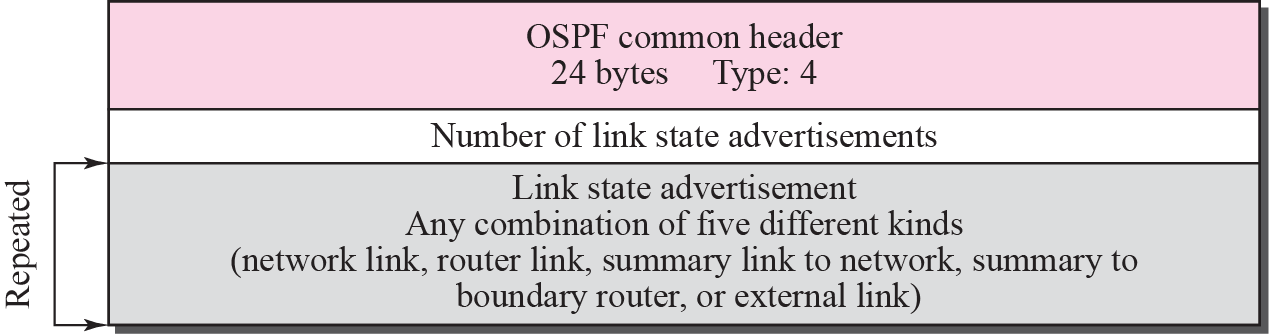 OSPF common header
24 bytes Type: 4
Number of link state advertisements
Repeated
Link state advertisement
Any combination of five different kinds
(network link, router link, summary link to network, summary to
boundary router, or external link)